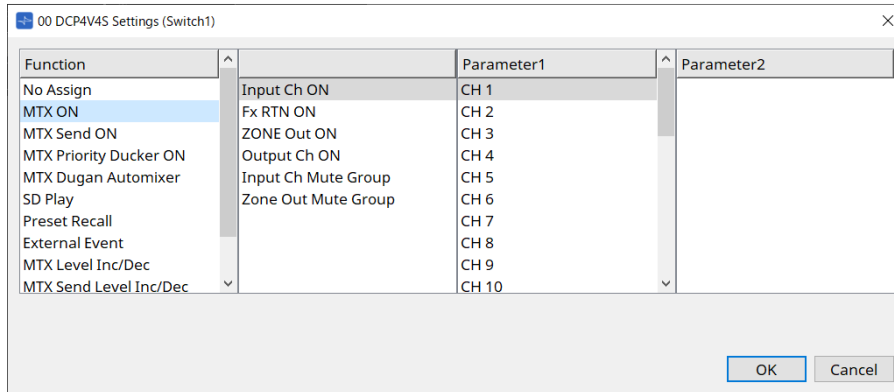 00 DCP4V4S Settings (Switch1)
Function Parameter1 Parameter2
No Assign Input Ch ON CH 1
MTX ON Fx RTN ON CH 2
MTX Send ON ZONE Out ON CH 3
MTX Priority Ducker ON Output Ch ON CH 4
MTX Dugan Automixer Input Ch Mute Group CH 5
SD Play Zone Out Mute Group CH 6
Preset Recall CH 7
External Event CH 8
MTX Level Inc/Dec CH 9
MTX Send Level Inc/Dec CH 10
OK Cancel